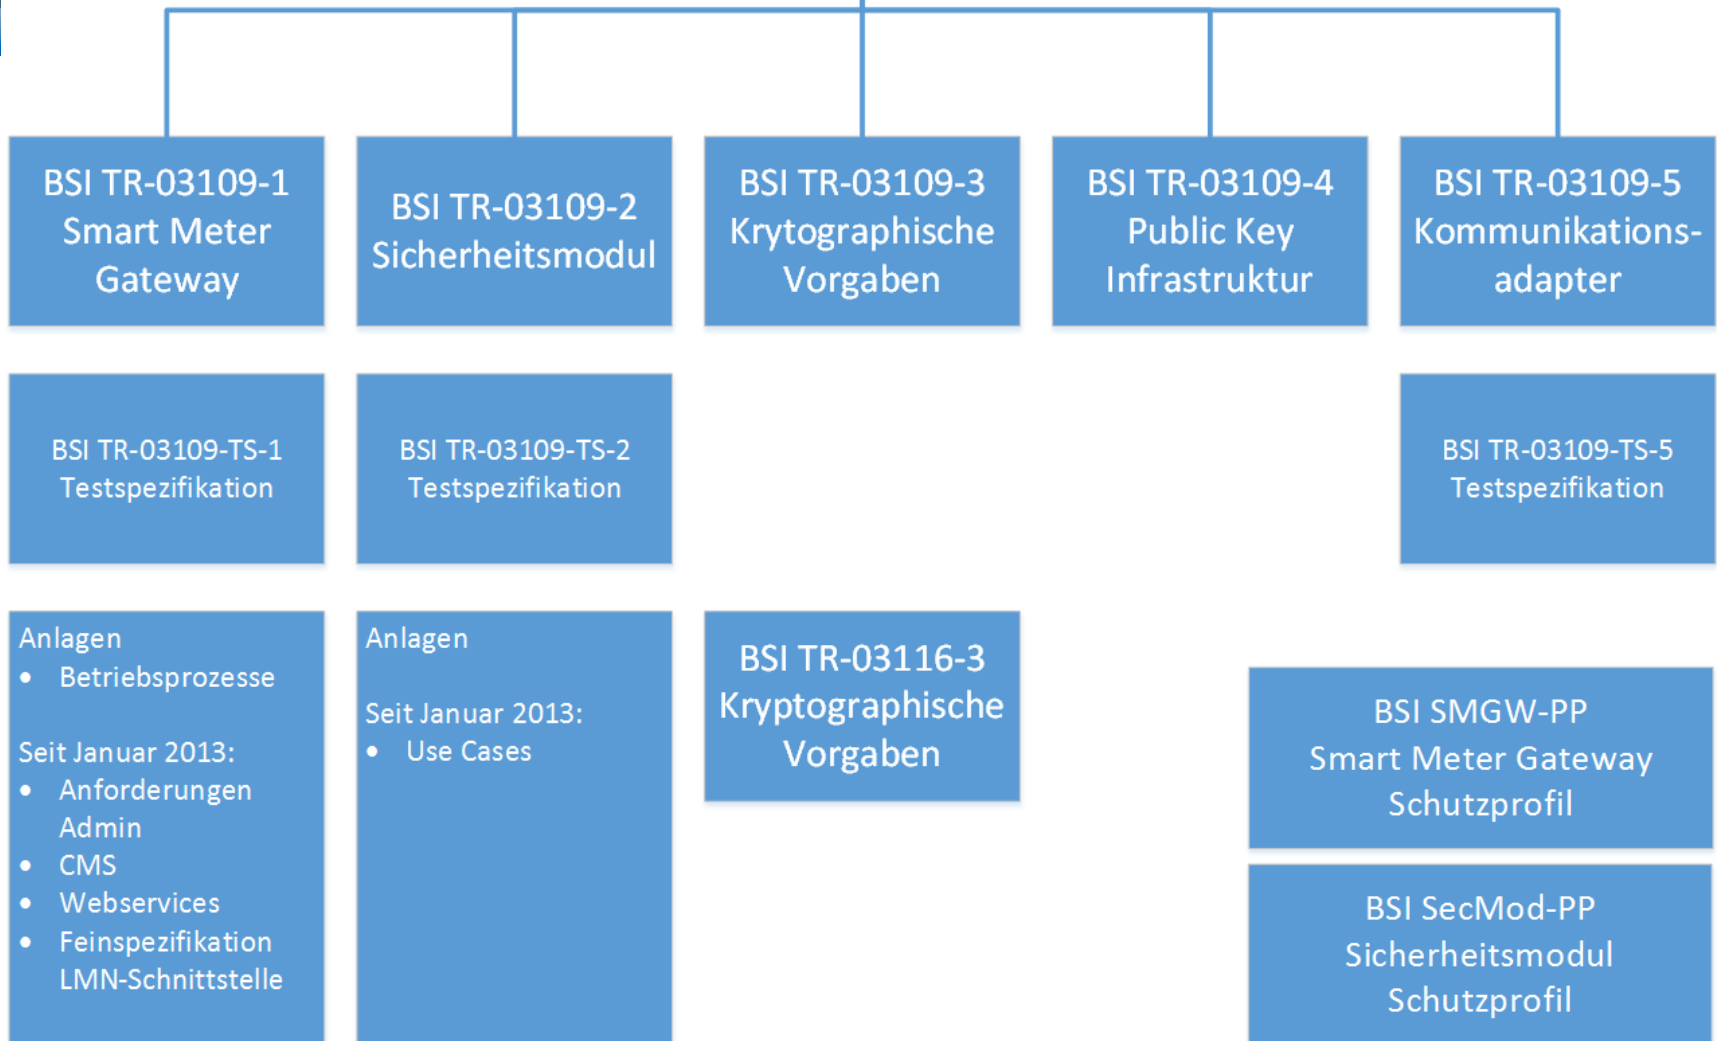 BSI TR-03109-1
Smart Meter
Gateway
BSI TR-03109-2
Sicherheitsmodul
BSI TR-03109-3
Krytographische
Vorgaben
BSI TR-03109-4
Public Key
Infrastruktur
BSI TR-03109-5
Kommunikations-
adapter
BSI TR-03109-TS-1
Testspezifikation
BSI TR-03109-TS-2
Testspezifikation
BSI TR-03109-TS-5
Testspezifikation
Anlagen
• Betriebsprozesse
Seit Januar 2013:
• Anforderungen
Admin
• CMS
• Webservices
• Feinspezifikation
LMN-Schnittstelle
Anlagen
Seit Januar 2013:
• Use Cases
BSI TR-03116-3
Kryptographische
Vorgaben
BSI SMGW-PP
Smart Meter Gateway
Schutzprofil
BSI SecMod-PP
Sicherheitsmodul
Schutzprofil